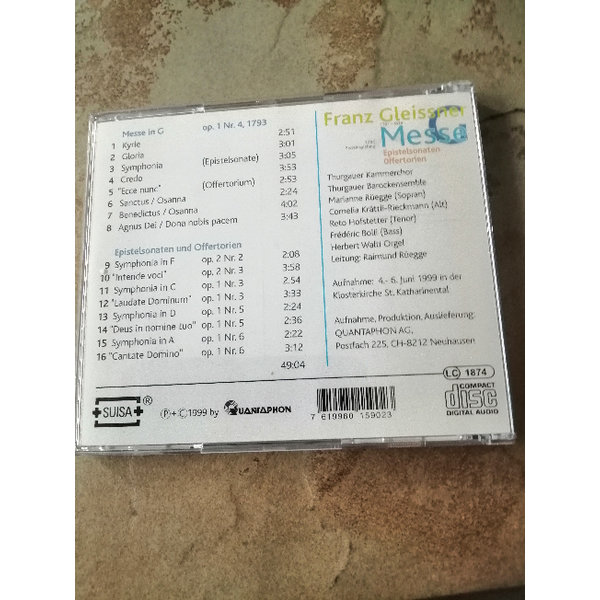 Messe in G op. 1 Nr. 4, 1793
1 Kyrie 2:51
2 Gloria 3:01
3 Symphonia (Epistelsonate) 3:05
4 Credo 3:53
5 "Ecce nunc" (Offertorium) 2:53
6 Sanctus / Osanna 2:24
7 Benedictus / Osanna 4:02
8 Agnus Dei / Dona nobis pacem 3:43
Epistelsonaten und Offertorien
9 Symphonia in F op. 2 Nr. 2 2:08
10 "Intende voci" op. 2 Nr. 3 3:58
11 Symphonia in C op. 1 Nr. 3 2:54
12 "Laudate Dominum" op. 1 Nr. 3 3:33
13 Symphonia in D op. 1 Nr. 5 2:24
14 "Deus in nomine tuo" op. 1 Nr. 5 2:36
15 Symphonia in A op. 1 Nr. 6 2:22
16 "Cantate Domino" op. 1 Nr. 6 3:12
49:04
Franz Gleissner
Messe
Epistelsonaten
Offertorien
Thurgauer Kammerchor
Thurgauer Barockensemble
Marianne Rüegge (Sopran)
Cornelia Krättli-Rieckmann (Alt)
Reto Hofstetter (Tenor)
Frédéric Bolli (Bass)
Herbert Walti Orgel
Leitung: Raimund Rüegge
Aufnahme: 4.- 6. Juni 1999 in der
Klosterkirche St. Katharinental
Aufnahme, Produktion, Auslieferung:
QUANTAPHON AG,
Postfach 225, CH-8212 Neuhausen
SUISA ®
℗+© 1999 by QUANTAPHON
7 619960 159023
LC 1874
COMPACT
disc
DIGITAL AUDIO